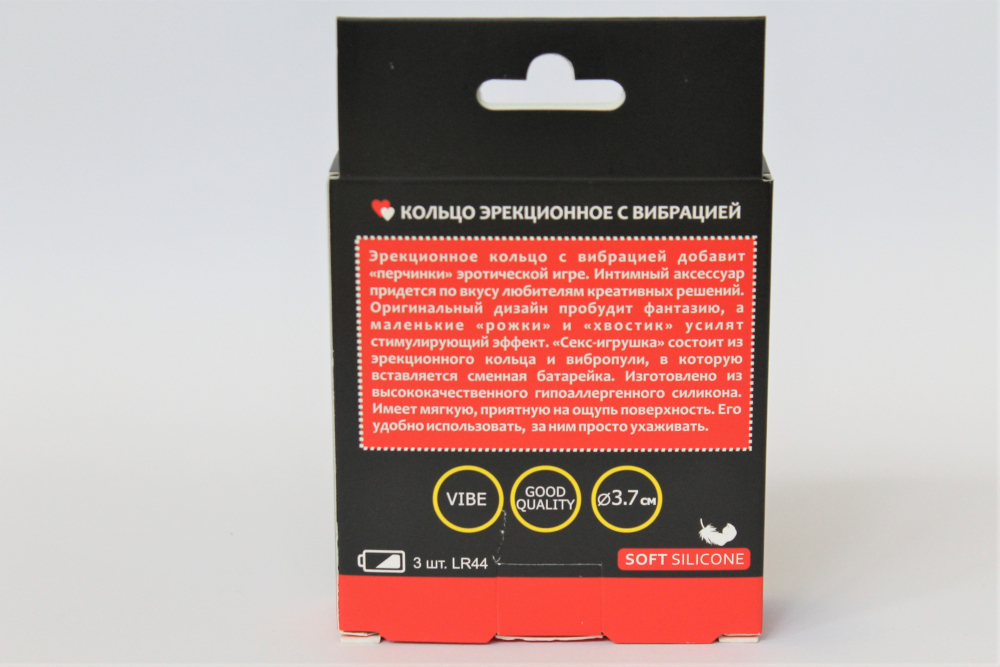 КОЛЬЦО ЭРЕКЦИОННОЕ С ВИБРАЦИЕЙ
Эрекционное кольцо с вибрацией добавит
«перчинки» эротической игре. Интимный аксессуар
придется по вкусу любителям креативных решений.
Оригинальный дизайн пробудит фантазию, а
маленькие «рожки» и «хвостик» усилят
стимулирующий эффект. «Секс-игрушка» состоит из
эрекционного кольца и вибропули, в которую
вставляется сменная батарейка. Изготовлено из
высококачественного гипоаллергенного силикона.
Имеет мягкую, приятную на ощупь поверхность. Его
удобно использовать, за ним просто ухаживать.
VIBE
GOOD
QUALITY
⌀3.7 см
3 шт. LR44
SOFT SILICONE